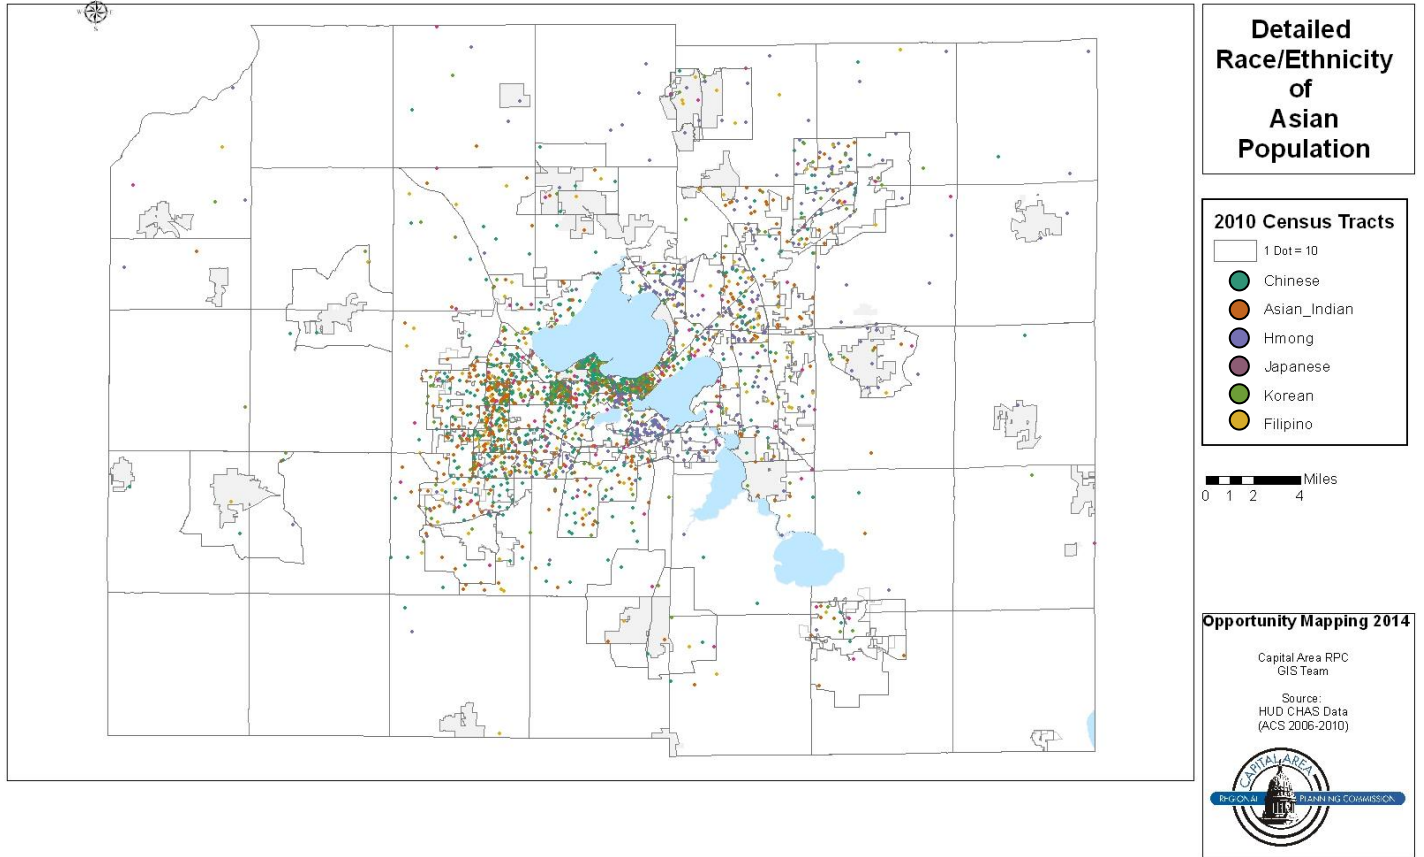 W E
S
Detailed
Race/Ethnicity
of
Asian
Population
2010 Census Tracts
1 Dot = 10
Chinese
Asian_Indian
Hmong
Japanese
Korean
Filipino
Miles
0 1 2 4
Opportunity Mapping 2014
Capital Area RPC
GIS Team
Source:
HUD CHAS Data
(ACS 2006-2010)
CAPITAL AREA
REGIONAL PLANNING COMMISSION